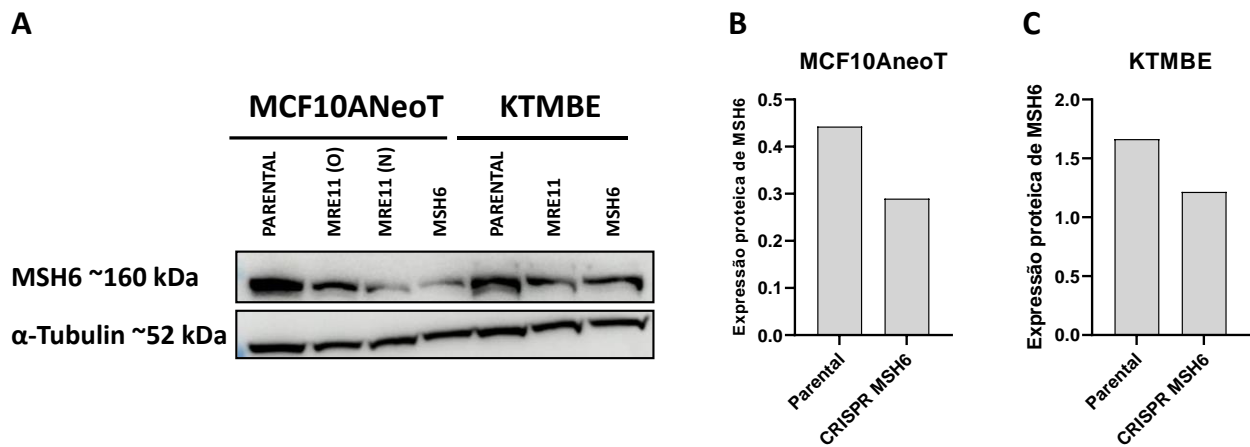 A
MCF10ANeoT
KTMBE
PARENTAL
MRE11 (O)
MRE11 (N)
MSH6
PARENTAL
MRE11
MSH6
MSH6 ~160 kDa
α-Tubulin ~52 kDa
B
MCF10AneoT
Expressão proteica de MSH6
0.5
0.4
0.3
0.2
0.1
0.0
Parental
CRISPR MSH6
C
KTMBE
Expressão proteica de MSH6
2.0
1.5
1.0
0.5
0.0
Parental
CRISPR MSH6